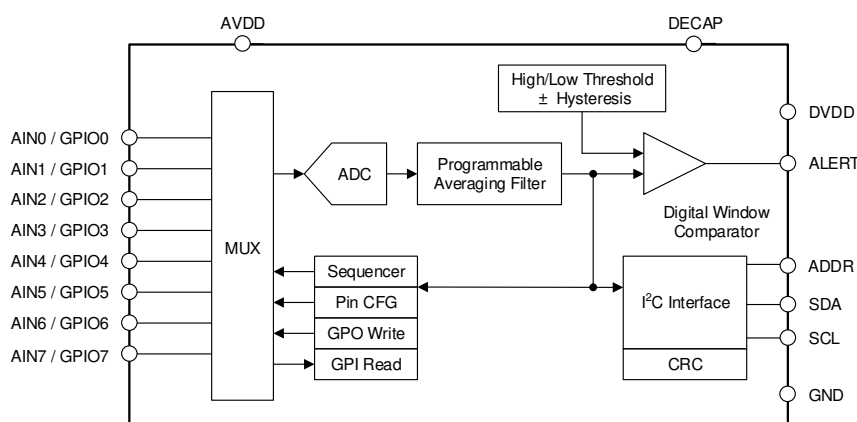 AVDD
DECAP
High/Low Threshold
± Hysteresis
DVDD
AIN0 / GPIO0
AIN1 / GPIO1
AIN2 / GPIO2
AIN3 / GPIO3
AIN4 / GPIO4
AIN5 / GPIO5
AIN6 / GPIO6
AIN7 / GPIO7
MUX
ADC
Programmable
Averaging Filter
ALERT
Digital Window
Comparator
Sequencer
Pin CFG
GPO Write
GPI Read
I²C Interface
CRC
ADDR
SDA
SCL
GND